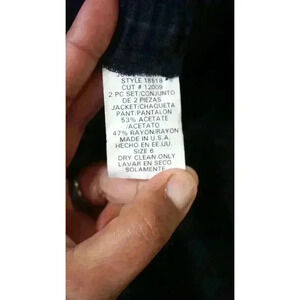 STYLE 18518
CUT # 12009
2 PC SET/CONJUNTO
DE 2 PIEZAS
JACKET/CHAQUETA
PANT/PANTALON
53% ACETATE
/ACETATO
47% RAYON/RAYON
MADE IN U.S.A.
HECHO EN EE.UU.
SIZE 6
DRY CLEAN ONLY
LAVAR EN SECO
SOLAMENTE